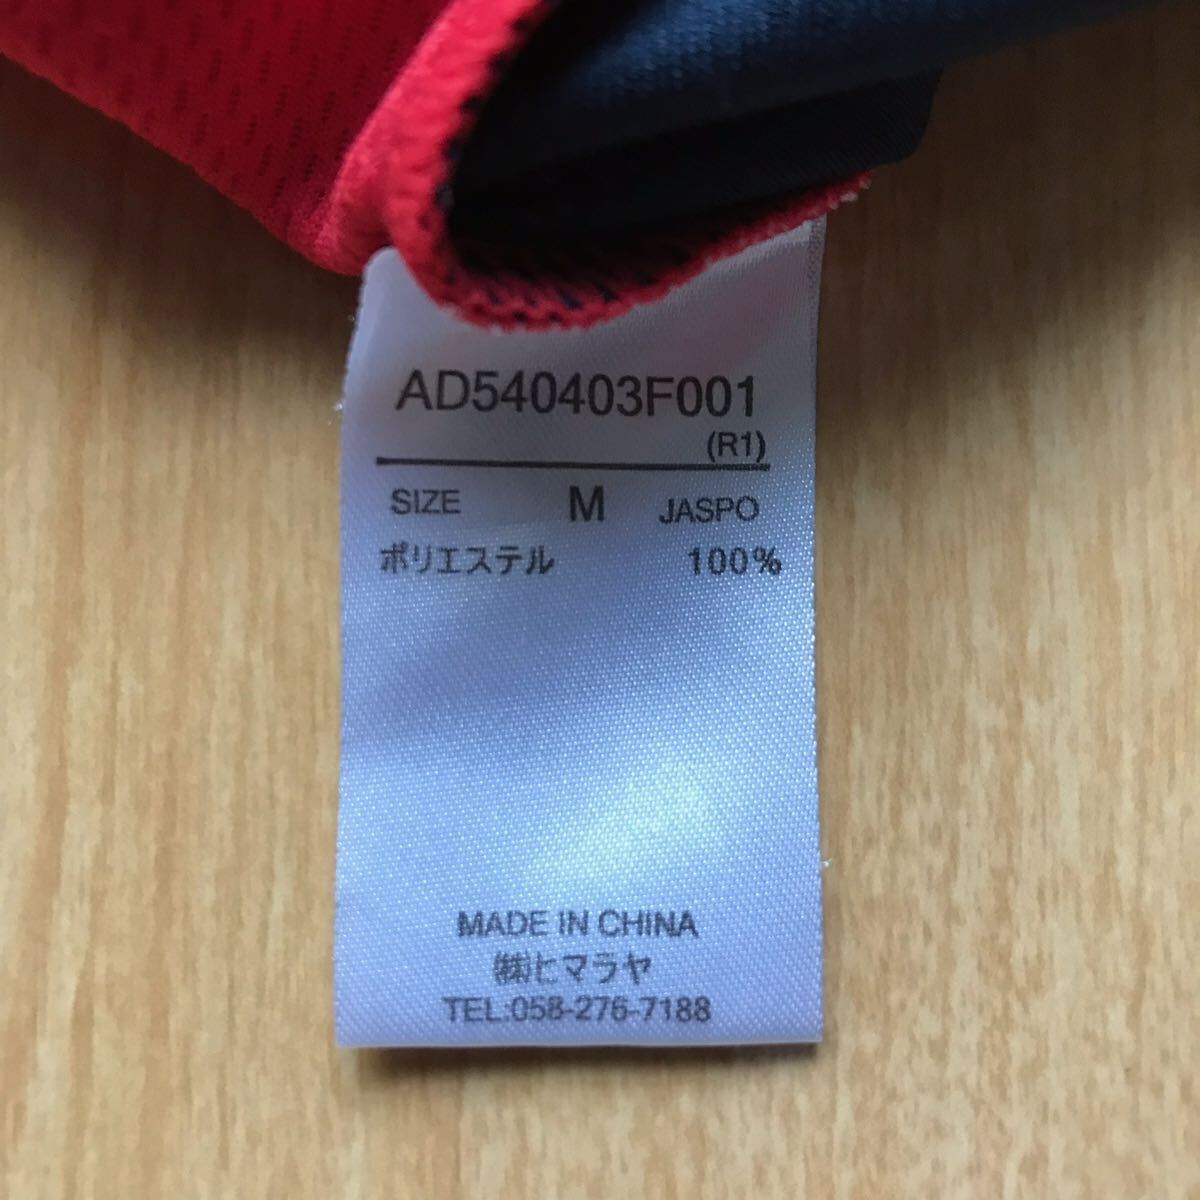 AD540403F001
(R1)
SIZE M JASPO
ポリエステル 100%
MADE IN CHINA
㈱ヒマラヤ
TEL:058-276-7188